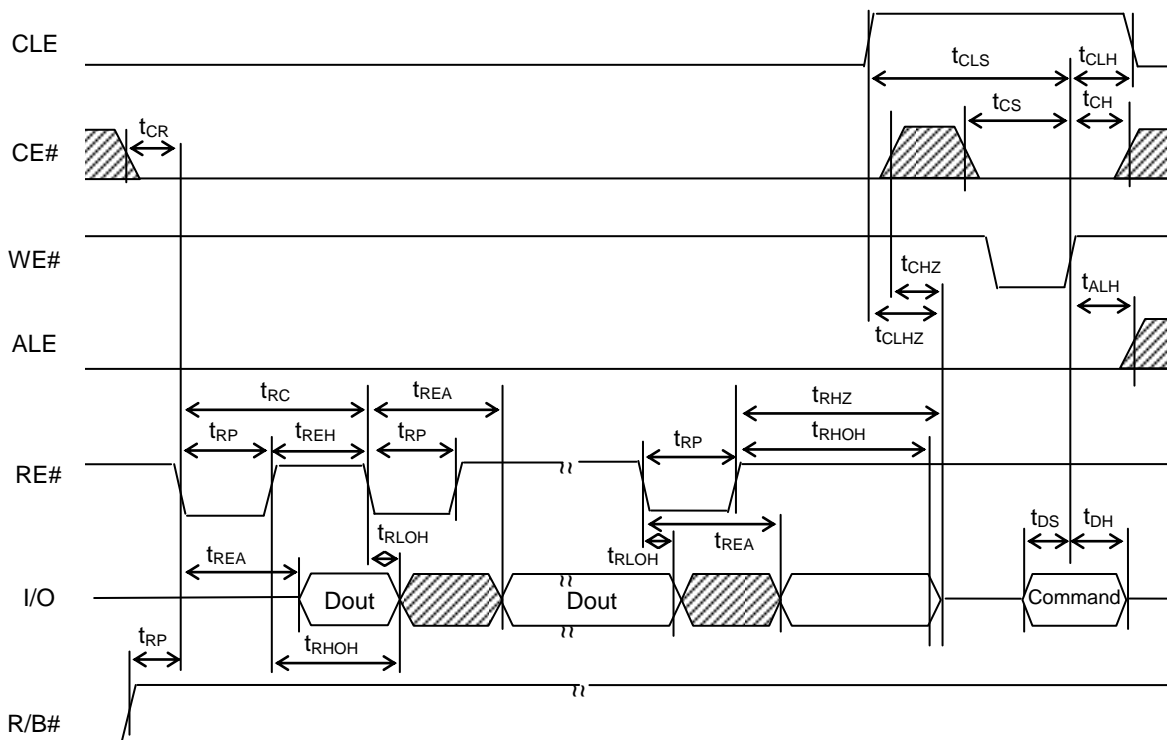 CLE
tCLS
tCLH
tCR
tCS
tCH
CE#
WE#
tCHZ
tALH
tCLHZ
ALE
tRC
tREA
tRHZ
tRP
tREH
tRP
tRP
tRHOH
RE#
tRLOH
tDS
tDH
tREA
tRLOH
tREA
I/O
Dout
Dout
Command
tRP
tRHOH
R/B#